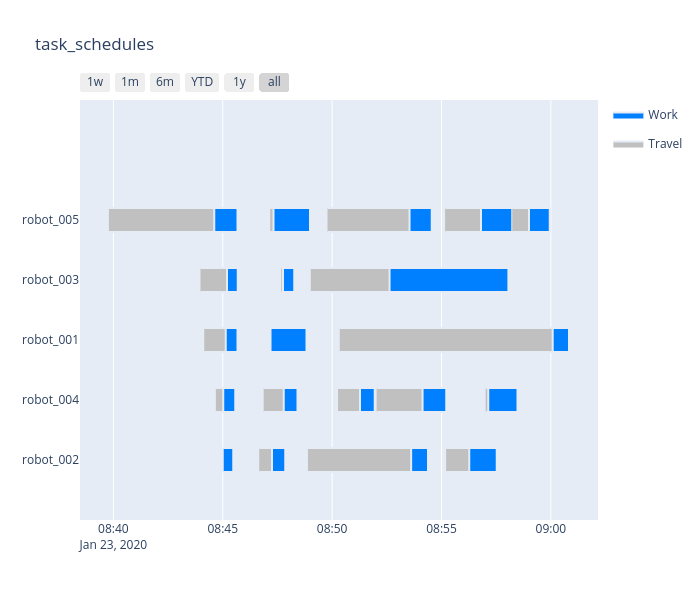 task_schedules
1w 1m 6m YTD 1y all
Work
Travel
robot_005
robot_003
robot_001
robot_004
robot_002
08:40 08:45 08:50 08:55 09:00
Jan 23, 2020